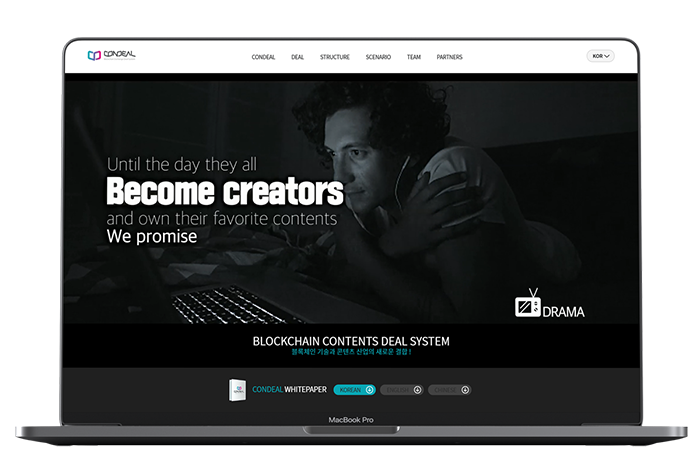 CONDEAL
CONDEAL DEAL STRUCTURE SCENARIO TEAM PARTNERS
KOR
Until the day they all
Become creators
and own their favorite contents
We promise
DRAMA
BLOCKCHAIN CONTENTS DEAL SYSTEM
블록체인 기술과 콘텐츠 산업의 새로운 결합 !
CONDEAL WHITEPAPER KOREAN
MacBook Pro